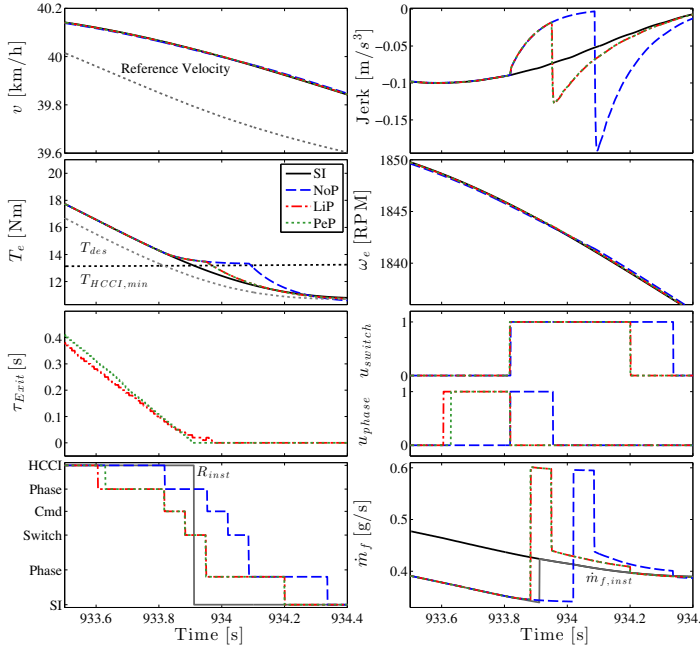 40.2
40
39.8
39.6
v [km/h]
Reference Velocity
0
−0.05
−0.1
−0.15
Jerk [m/s³]
20
18
16
14
12
T_e [Nm]
SI
NoP
LiP
PeP
T_des
T_HCCI,min
1850
1845
1840
ω_e [RPM]
0.4
0.3
0.2
0.1
0
τ_Exit [s]
1
0
1
0
u_switch
u_phase
HCCI
Phase
Cmd
Switch
Phase
SI
R_inst
933.6 933.8 934 934.2 934.4
Time [s]
0.6
0.5
0.4
ṁ_f [g/s]
ṁ_f,inst
933.6 933.8 934 934.2 934.
Time [s]